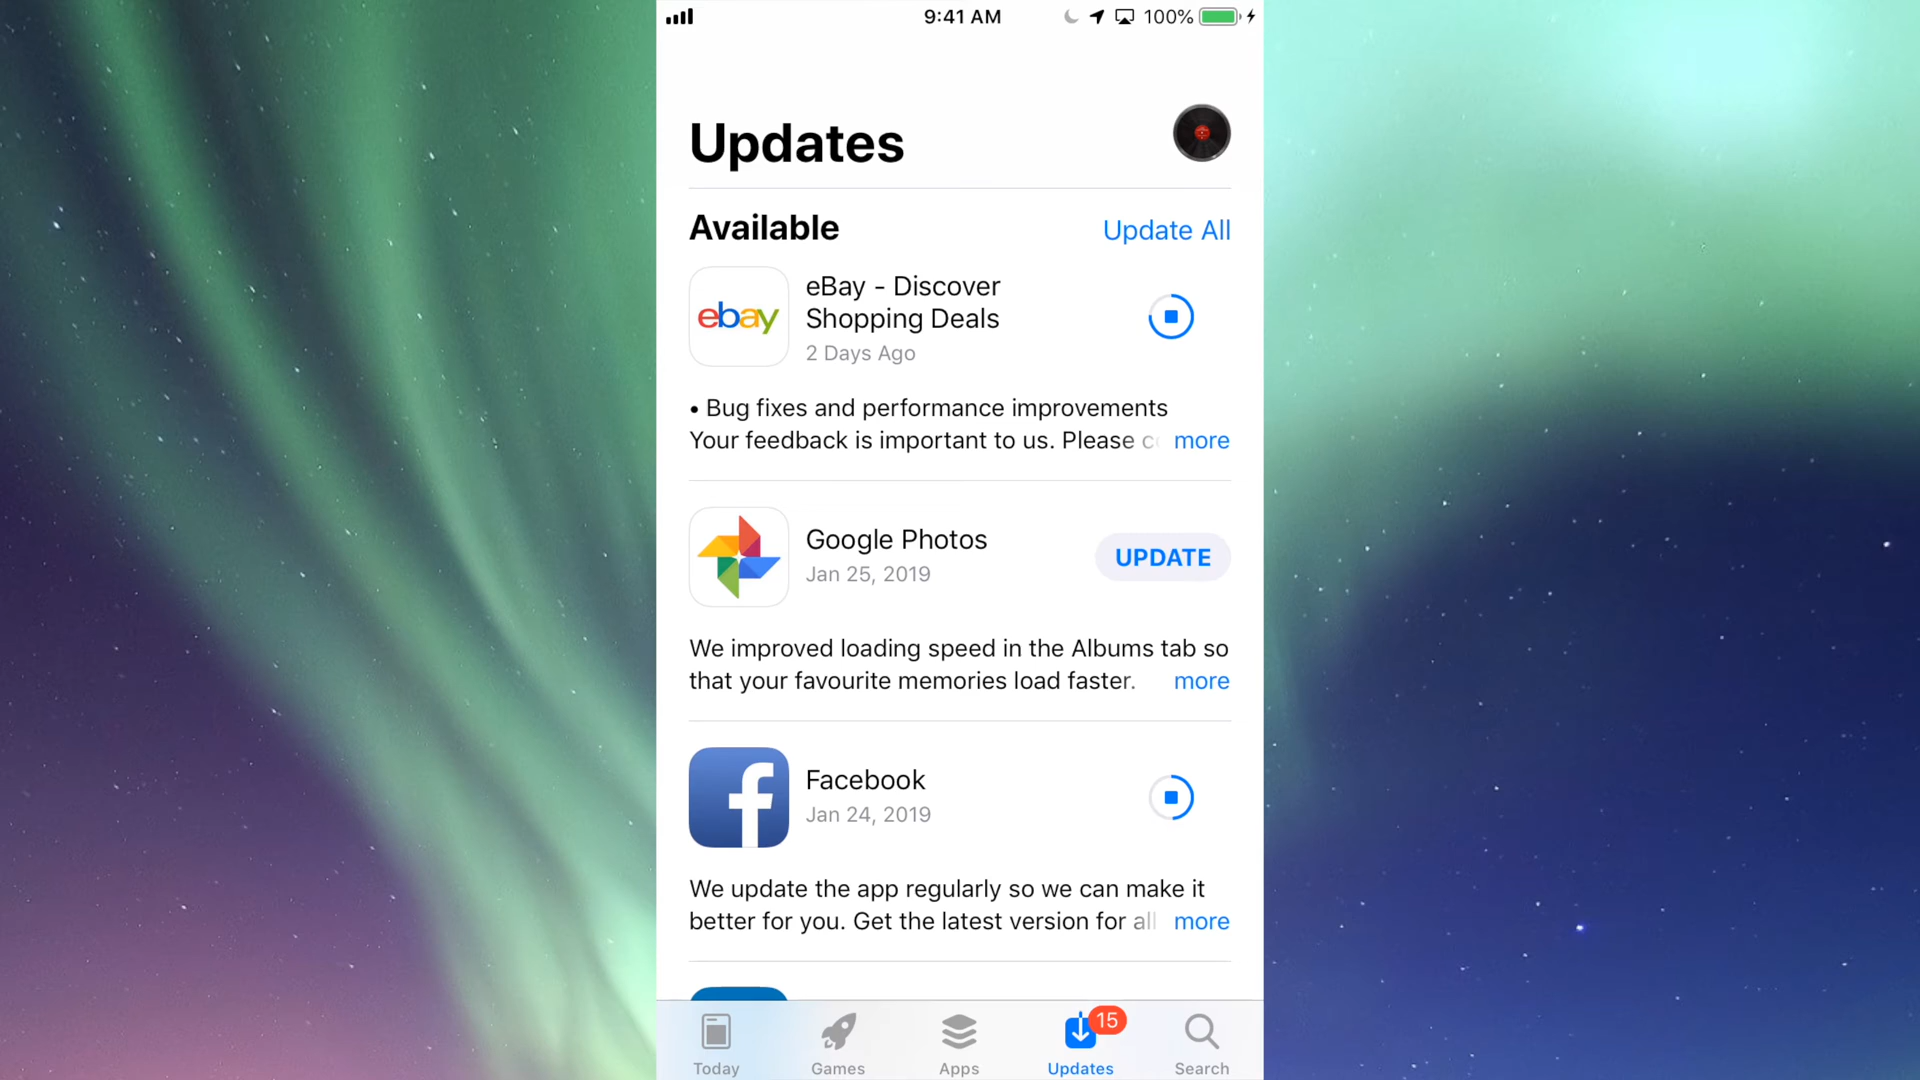 9:41 AM
100%
Updates
Available
Update All
ebay
eBay - Discover
Shopping Deals
2 Days Ago
• Bug fixes and performance improvements
Your feedback is important to us. Please more
Google Photos
Jan 25, 2019
UPDATE
We improved loading speed in the Albums tab so
that your favourite memories load faster. more
f
Facebook
Jan 24, 2019
We update the app regularly so we can make it
better for you. Get the latest version for all more
15
Today
Games
Apps
Updates
Search